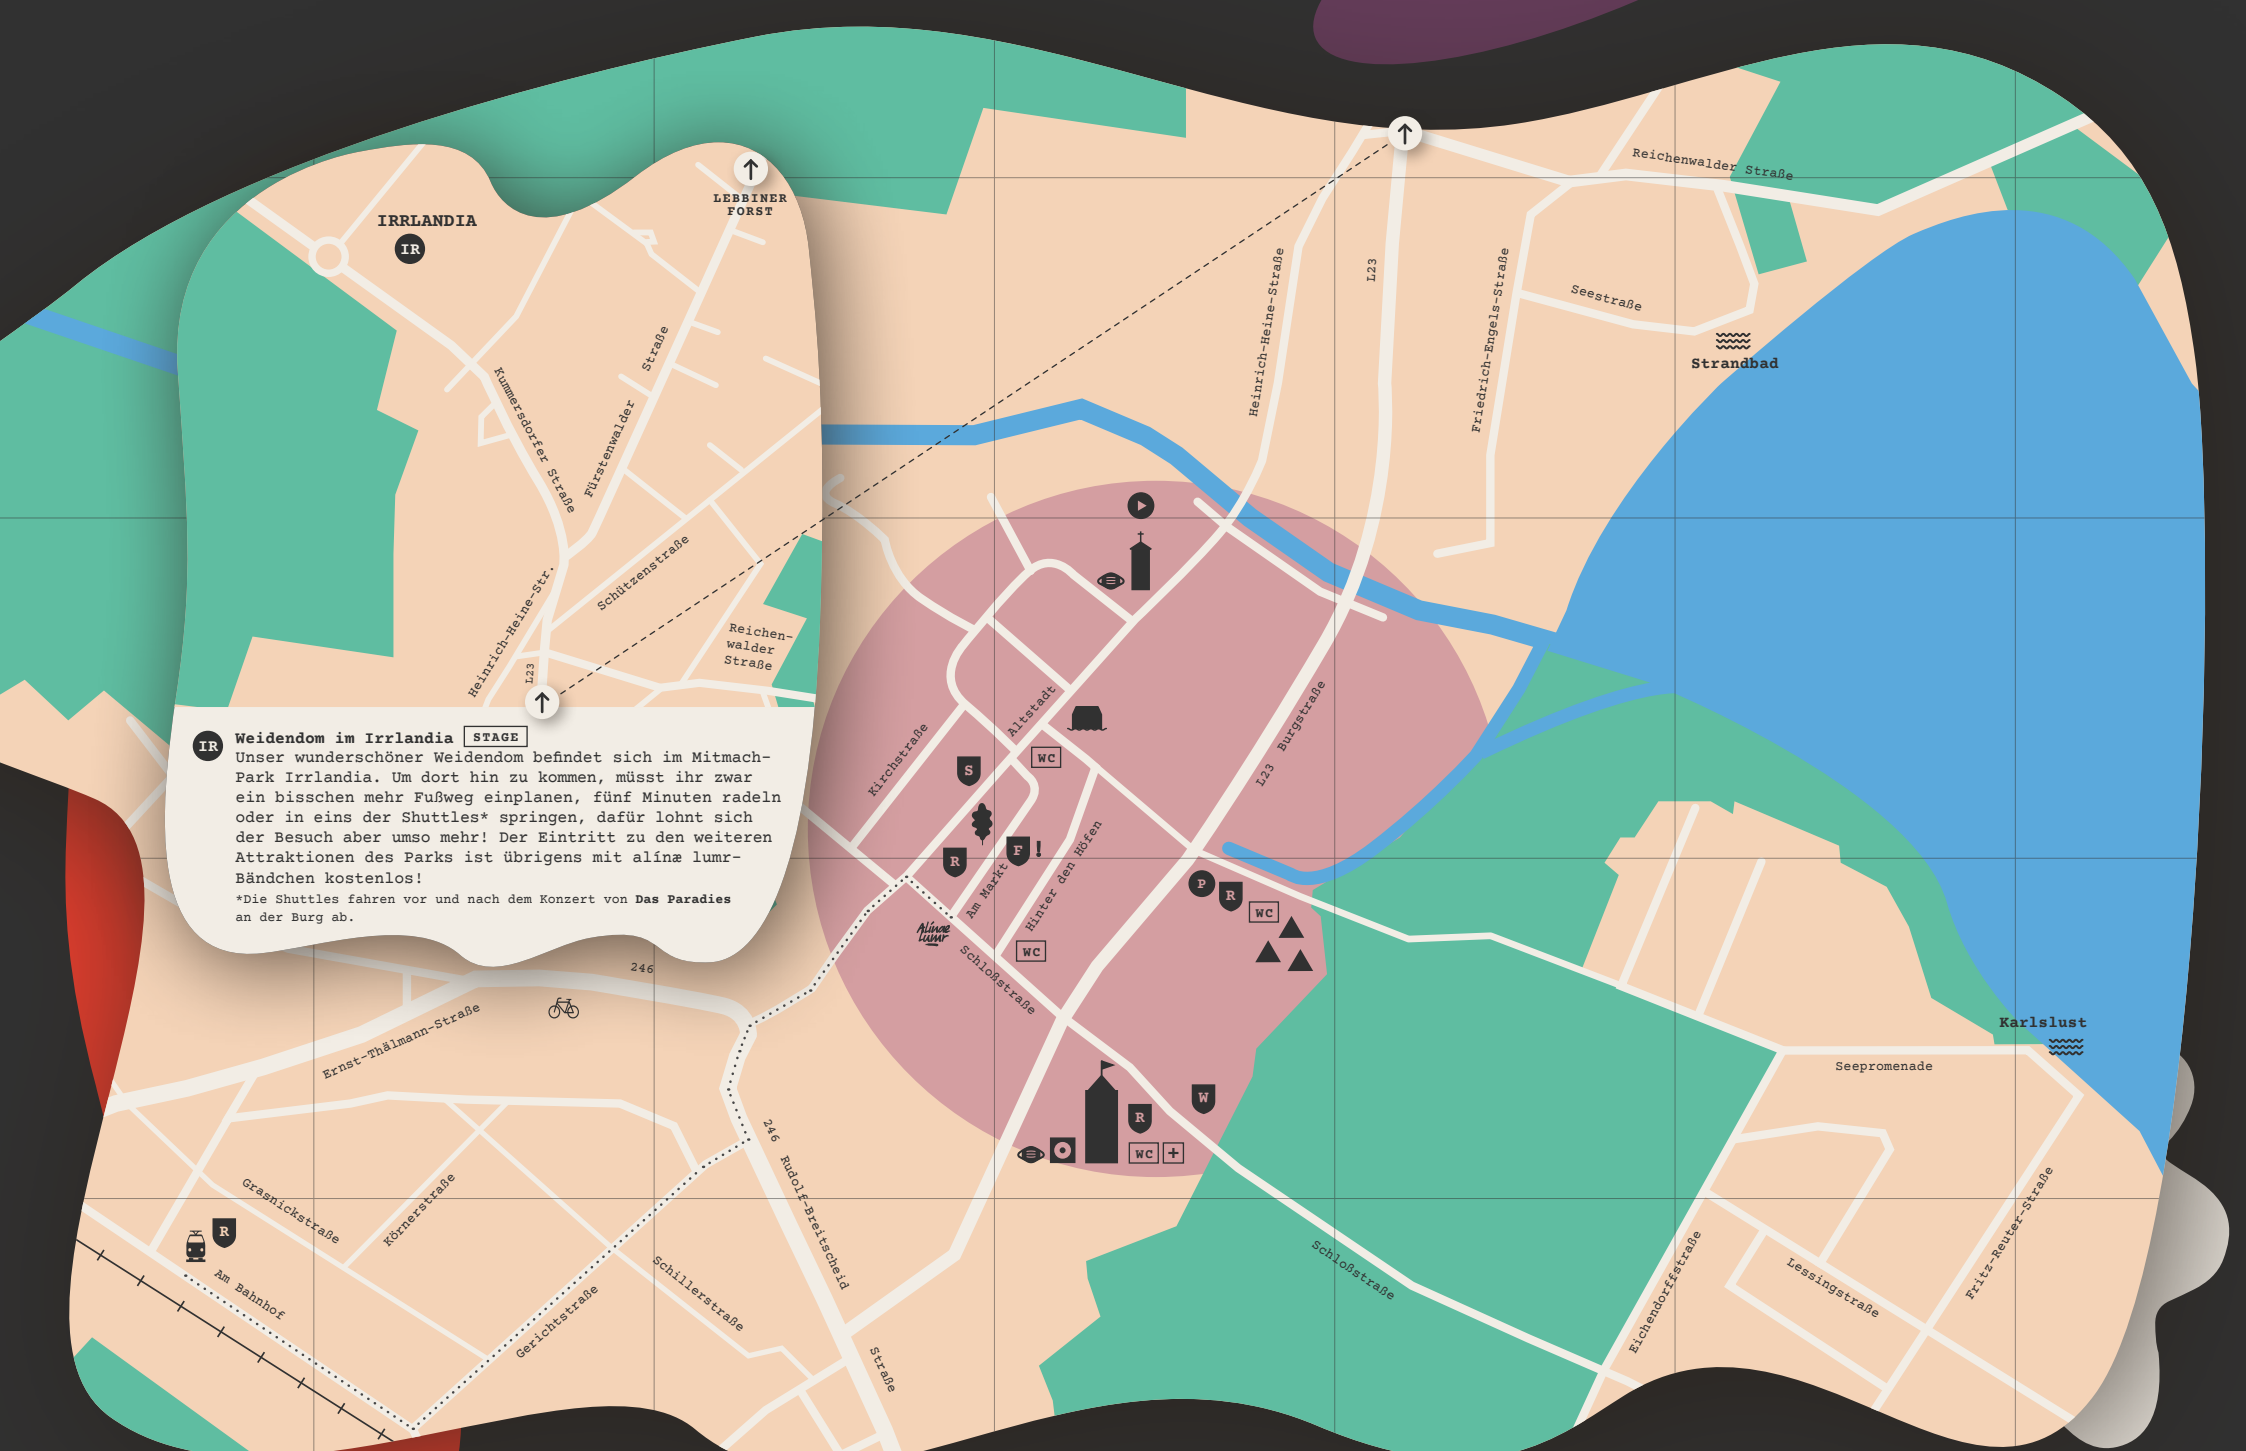 IRRLANDIA
IR
LEBBINER
FORST
Kummersdorfer Straße
Fürstenwalder Straße
Schützenstraße
Heinrich-Heine-Str.
L23
Reichen-
walder
Straße
IR Weidendom im Irrlandia STAGE
Unser wunderschöner Weidendom befindet sich im Mitmach-
Park Irrlandia. Um dort hin zu kommen, müsst ihr zwar
ein bisschen mehr Fußweg einplanen, fünf Minuten radeln
oder in eins der Shuttles* springen, dafür lohnt sich
der Besuch aber umso mehr! Der Eintritt zu den weiteren
Attraktionen des Parks ist übrigens mit alínæ lumr-
Bändchen kostenlos!
*Die Shuttles fahren vor und nach dem Konzert von Das Paradies
an der Burg ab.
Reichenwalder Straße
Heinrich-Heine-Straße
L23
Friedrich-Engels-Straße
Seestraße
Strandbad
Altstadt
Kirchstraße
S
WC
L23 Burgstraße
R
F!
Am Markt
Hinter den Höfen
P
R
WC
Alínæ
lumr
WC
Schloßstraße
246
Ernst-Thälmann-Straße
Karlslust
Seepromenade
R
W
WC +
246 Rudolf-Breitscheid Straße
Grasnickstraße
Körnerstraße
R
Am Bahnhof
Gerichtstraße
Schillerstraße
Schloßstraße
Eichendorffstraße
Lessingstraße
Fritz-Reuter-Straße